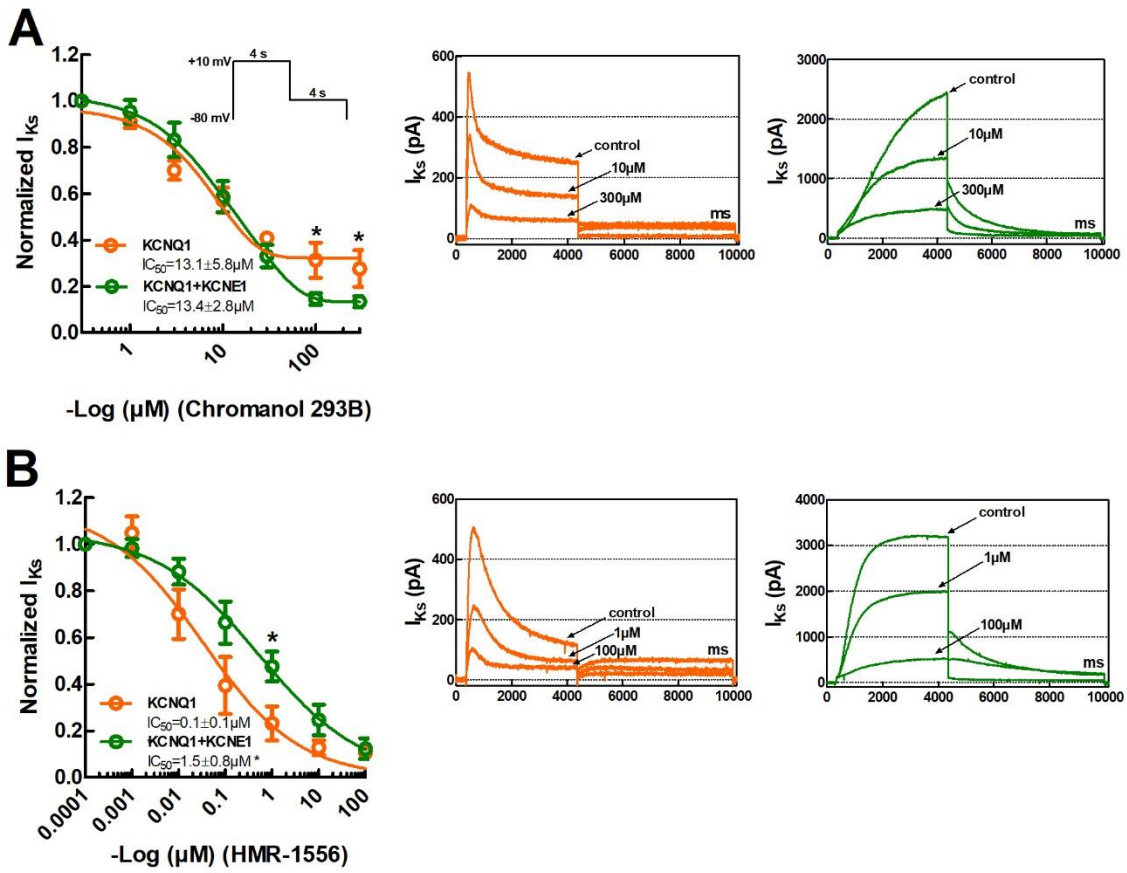 A
Normalized IKs
1.2
1.0
0.8
0.6
0.4
0.2
0.0
+10 mV
4 s
4 s
-80 mV
* *
KCNQ1
IC50=13.1±5.8µM
KCNQ1+KCNE1
IC50=13.4±2.8µM
1
10
100
-Log (µM) (Chromanol 293B)
IKs (pA)
600
400
200
0
control
10µM
300µM
ms
0 2000 4000 6000 8000 10000
IKs (pA)
3000
2000
1000
0
control
10µM
300µM
ms
0 2000 4000 6000 8000 10000
B
Normalized IKs
1.2
1.0
0.8
0.6
0.4
0.2
0.0
*
KCNQ1
IC50=0.1±0.1µM
KCNQ1+KCNE1
IC50=1.5±0.8µM *
0.0001
0.001
0.01
0.1
1
10
100
-Log (µM) (HMR-1556)
IKs (pA)
600
400
200
0
control
1µM
100µM
ms
0 2000 4000 6000 8000 10000
IKs (pA)
4000
3000
2000
1000
0
control
1µM
100µM
ms
0 2000 4000 6000 8000 10000